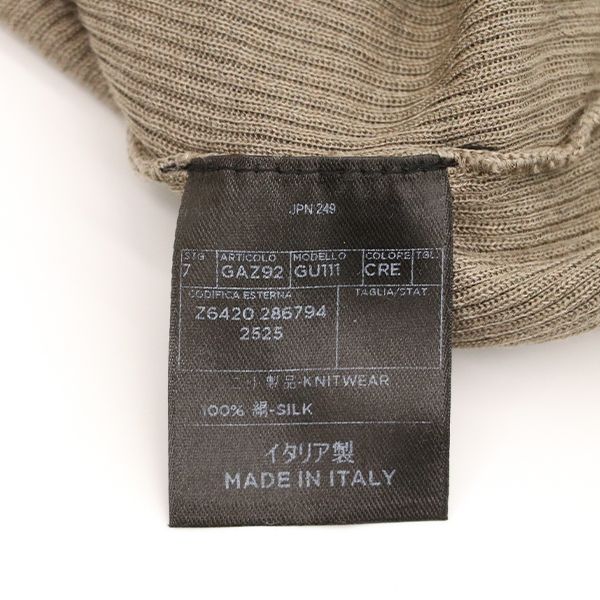 JPN 249
STG ARTICOLO MODELLO COLORE TGL
7 GAZ92 GU111 CRE
CODIFICA ESTERNA TAGLIA/STAT.
Z6420 286794
2525
ニット製品-KNITWEAR
100% 絹-SILK
イタリア製
MADE IN ITALY